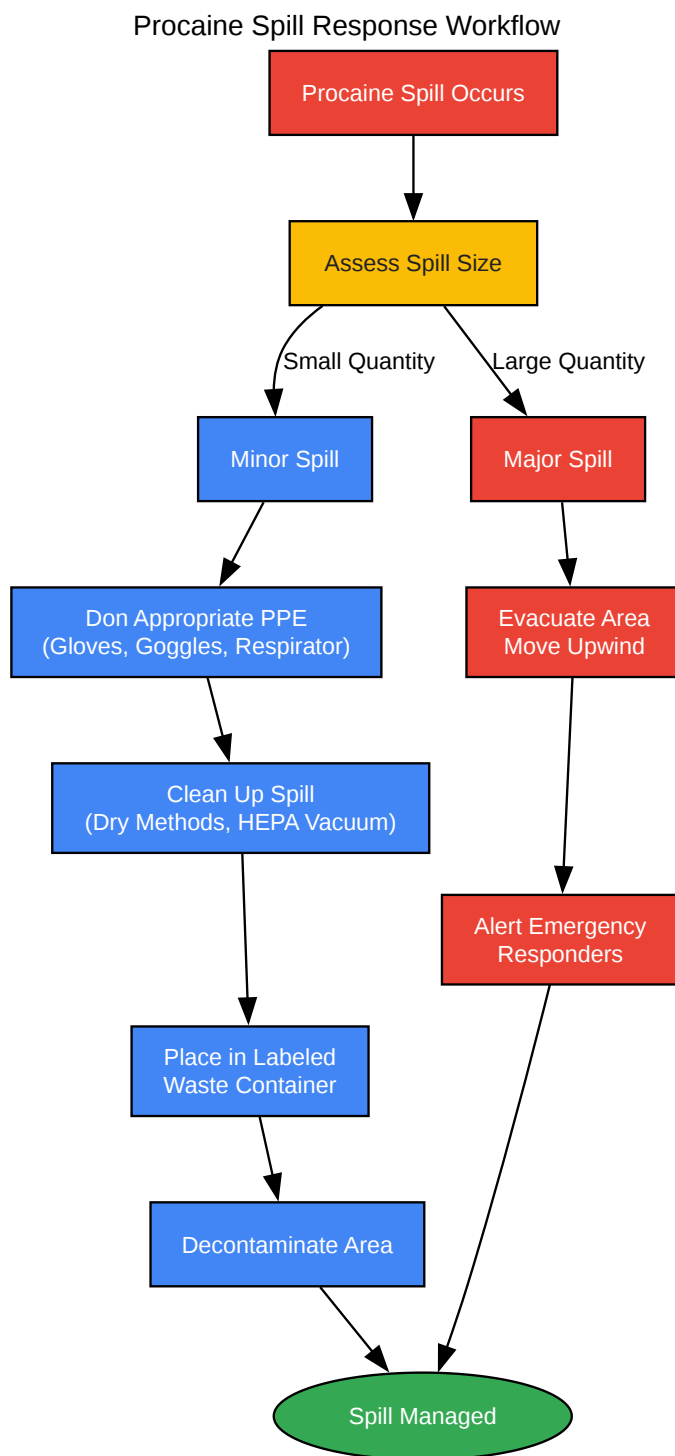 Procaine Spill Response Workflow
Procaine Spill Occurs
Assess Spill Size
Small Quantity
Large Quantity
Minor Spill
Major Spill
Don Appropriate PPE
(Gloves, Goggles, Respirator)
Evacuate Area
Move Upwind
Clean Up Spill
(Dry Methods, HEPA Vacuum)
Alert Emergency
Responders
Place in Labeled
Waste Container
Decontaminate Area
Spill Managed